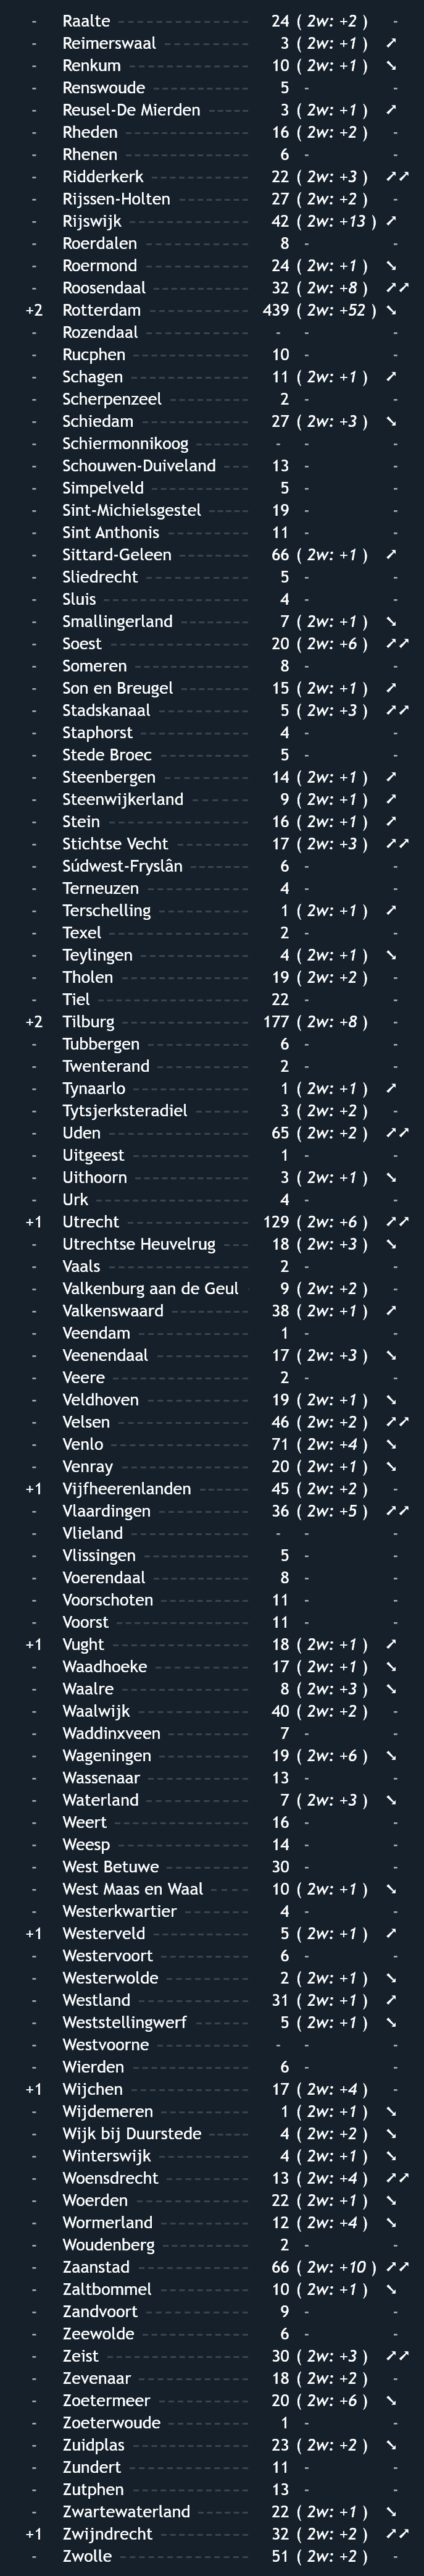 - Raalte 24 ( 2w: +2 ) -
- Reimerswaal 3 ( 2w: +1 ) ➚
- Renkum 10 ( 2w: +1 ) ➘
- Renswoude 5 - -
- Reusel-De Mierden 3 ( 2w: +1 ) ➚
- Rheden 16 ( 2w: +2 ) -
- Rhenen 6 - -
- Ridderkerk 22 ( 2w: +3 ) ➚➚
- Rijssen-Holten 27 ( 2w: +2 ) -
- Rijswijk 42 ( 2w: +13 ) ➚
- Roerdalen 8 - -
- Roermond 24 ( 2w: +1 ) ➘
- Roosendaal 32 ( 2w: +8 ) ➚➚
+2 Rotterdam 439 ( 2w: +52 ) ➘
- Rozendaal - - -
- Rucphen 10 - -
- Schagen 11 ( 2w: +1 ) ➚
- Scherpenzeel 2 - -
- Schiedam 27 ( 2w: +3 ) ➘
- Schiermonnikoog - - -
- Schouwen-Duiveland 13 - -
- Simpelveld 5 - -
- Sint-Michielsgestel 19 - -
- Sint Anthonis 11 - -
- Sittard-Geleen 66 ( 2w: +1 ) ➚
- Sliedrecht 5 - -
- Sluis 4 - -
- Smallingerland 7 ( 2w: +1 ) ➘
- Soest 20 ( 2w: +6 ) ➚➚
- Someren 8 - -
- Son en Breugel 15 ( 2w: +1 ) ➚
- Stadskanaal 5 ( 2w: +3 ) ➚➚
- Staphorst 4 - -
- Stede Broec 5 - -
- Steenbergen 14 ( 2w: +1 ) ➚
- Steenwijkerland 9 ( 2w: +1 ) ➚
- Stein 16 ( 2w: +1 ) ➚
- Stichtse Vecht 17 ( 2w: +3 ) ➚➚
- Súdwest-Fryslân 6 - -
- Terneuzen 4 - -
- Terschelling 1 ( 2w: +1 ) ➚
- Texel 2 - -
- Teylingen 4 ( 2w: +1 ) ➘
- Tholen 19 ( 2w: +2 ) -
- Tiel 22 - -
+2 Tilburg 177 ( 2w: +8 ) -
- Tubbergen 6 - -
- Twenterand 2 - -
- Tynaarlo 1 ( 2w: +1 ) ➚
- Tytsjerksteradiel 3 ( 2w: +2 ) -
- Uden 65 ( 2w: +2 ) ➚➚
- Uitgeest 1 - -
- Uithoorn 3 ( 2w: +1 ) ➘
- Urk 4 - -
+1 Utrecht 129 ( 2w: +6 ) ➚➚
- Utrechtse Heuvelrug 18 ( 2w: +3 ) ➘
- Vaals 2 - -
- Valkenburg aan de Geul 9 ( 2w: +2 ) -
- Valkenswaard 38 ( 2w: +1 ) ➚
- Veendam 1 - -
- Veenendaal 17 ( 2w: +3 ) ➘
- Veere 2 - -
- Veldhoven 19 ( 2w: +1 ) ➘
- Velsen 46 ( 2w: +2 ) ➚➚
- Venlo 71 ( 2w: +4 ) ➘
- Venray 20 ( 2w: +1 ) ➘
+1 Vijfheerenlanden 45 ( 2w: +2 ) -
- Vlaardingen 36 ( 2w: +5 ) ➚➚
- Vlieland - - -
- Vlissingen 5 - -
- Voerendaal 8 - -
- Voorschoten 11 - -
- Voorst 11 - -
+1 Vught 18 ( 2w: +1 ) ➚
- Waadhoeke 17 ( 2w: +1 ) ➘
- Waalre 8 ( 2w: +3 ) ➘
- Waalwijk 40 ( 2w: +2 ) -
- Waddinxveen 7 - -
- Wageningen 19 ( 2w: +6 ) ➘
- Wassenaar 13 - -
- Waterland 7 ( 2w: +3 ) ➘
- Weert 16 - -
- Weesp 14 - -
- West Betuwe 30 - -
- West Maas en Waal 10 ( 2w: +1 ) ➘
- Westerkwartier 4 - -
+1 Westerveld 5 ( 2w: +1 ) ➚
- Westervoort 6 - -
- Westerwolde 2 ( 2w: +1 ) ➘
- Westland 31 ( 2w: +1 ) ➚
- Weststellingwerf 5 ( 2w: +1 ) ➘
- Westvoorne - - -
- Wierden 6 - -
+1 Wijchen 17 ( 2w: +4 ) -
- Wijdemeren 1 ( 2w: +1 ) ➘
- Wijk bij Duurstede 4 ( 2w: +2 ) ➘
- Winterswijk 4 ( 2w: +1 ) ➘
- Woensdrecht 13 ( 2w: +4 ) ➚➚
- Woerden 22 ( 2w: +1 ) ➘
- Wormerland 12 ( 2w: +4 ) ➘
- Woudenberg 2 - -
- Zaanstad 66 ( 2w: +10 ) ➚➚
- Zaltbommel 10 ( 2w: +1 ) ➘
- Zandvoort 9 - -
- Zeewolde 6 - -
- Zeist 30 ( 2w: +3 ) ➚➚
- Zevenaar 18 ( 2w: +2 ) -
- Zoetermeer 20 ( 2w: +6 ) ➘
- Zoeterwoude 1 - -
- Zuidplas 23 ( 2w: +2 ) ➘
- Zundert 11 - -
- Zutphen 13 - -
- Zwartewaterland 22 ( 2w: +1 ) ➘
+1 Zwijndrecht 32 ( 2w: +2 ) ➚➚
- Zwolle 51 ( 2w: +2 ) -